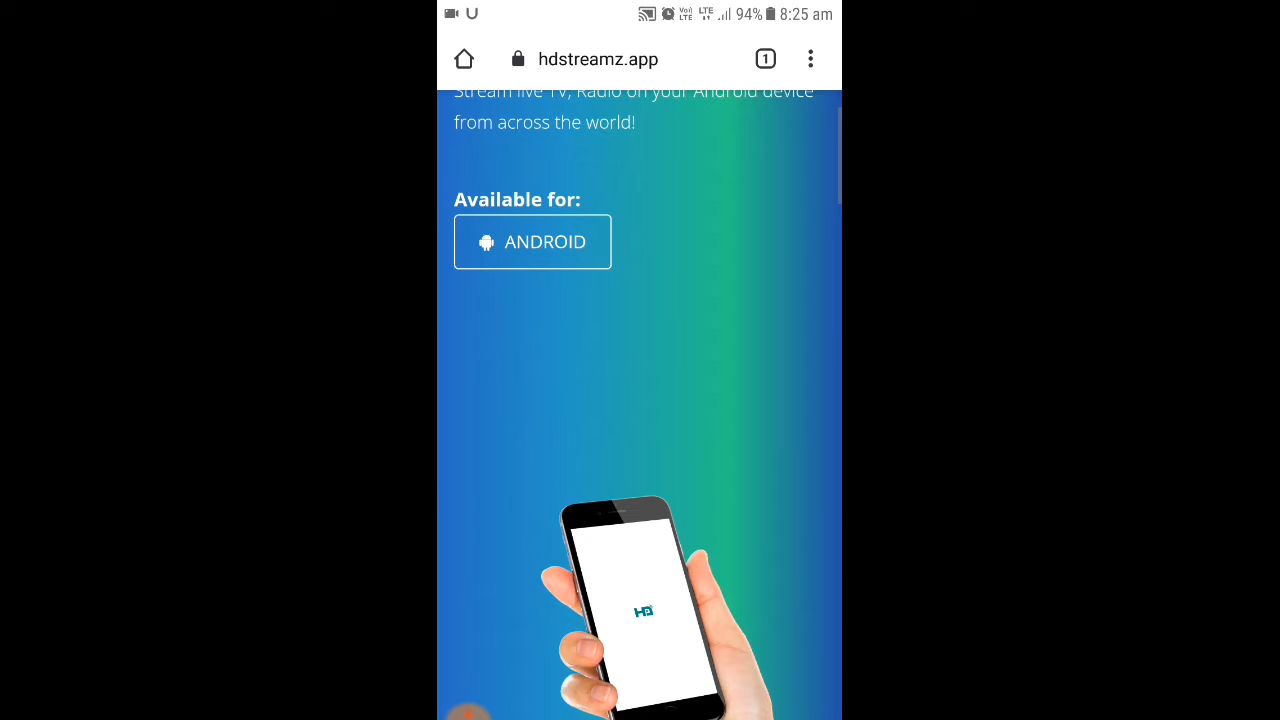 94% 8:25 am
hdstreamz.app 1
Stream live TV, Radio on your Android device
from across the world!
Available for:
ANDROID
HD